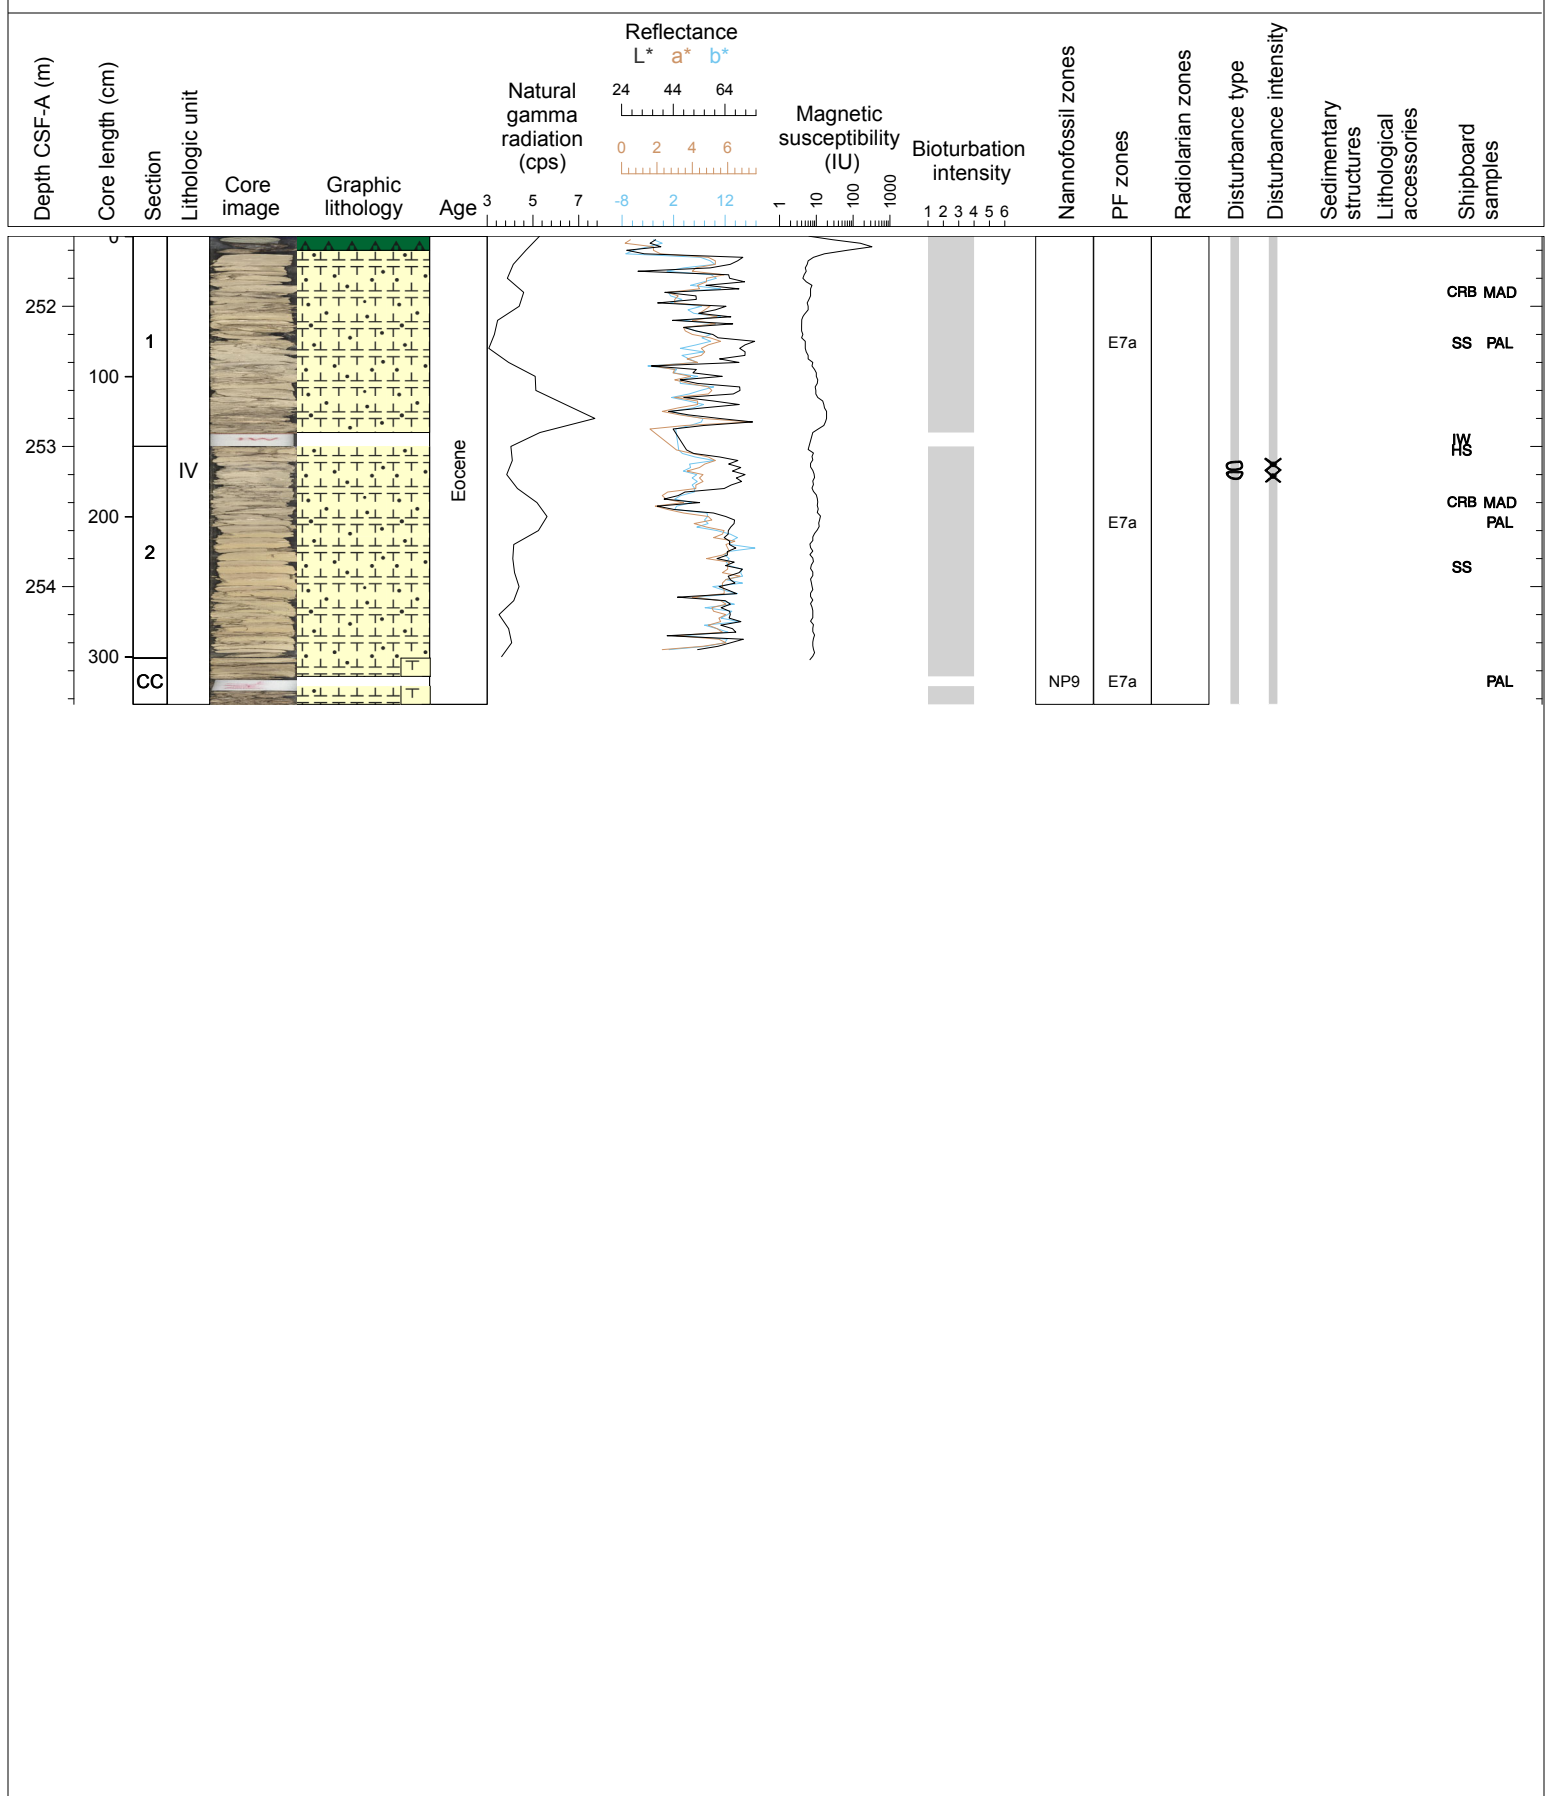 Depth CSF-A (m)
Core length (cm)
Section
Lithologic unit
Core
image
Graphic
lithology
Age
Natural
gamma
radiation
(cps)
3 5 7
Reflectance
L* a* b*
24 44 64
0 2 4 6
-8 2 12
Magnetic
susceptibility
(IU)
1 10 100 1000
Bioturbation
intensity
1 2 3 4 5 6
Nannofossil zones
PF zones
Radiolarian zones
Disturbance type
Disturbance intensity
Sedimentary
structures
Lithological
accessories
Shipboard
samples
0
252
CRB MAD
1
E7a
SS PAL
100
253
IW
HS
IV
Eocene
CRB MAD
200
E7a
PAL
2
SS
254
300
CC
NP9
E7a
PAL